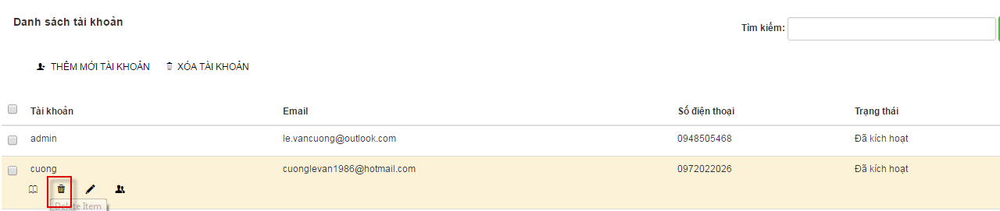 Danh sách tài khoản
Tìm kiếm:
THÊM MỚI TÀI KHOẢN XÓA TÀI KHOẢN
Tài khoản Email Số điện thoại Trạng thái
admin le.vancuong@outlook.com 0948505468 Đã kích hoạt
cuong cuonglevan1986@hotmail.com 0972022026 Đã kích hoạt
Delete Item